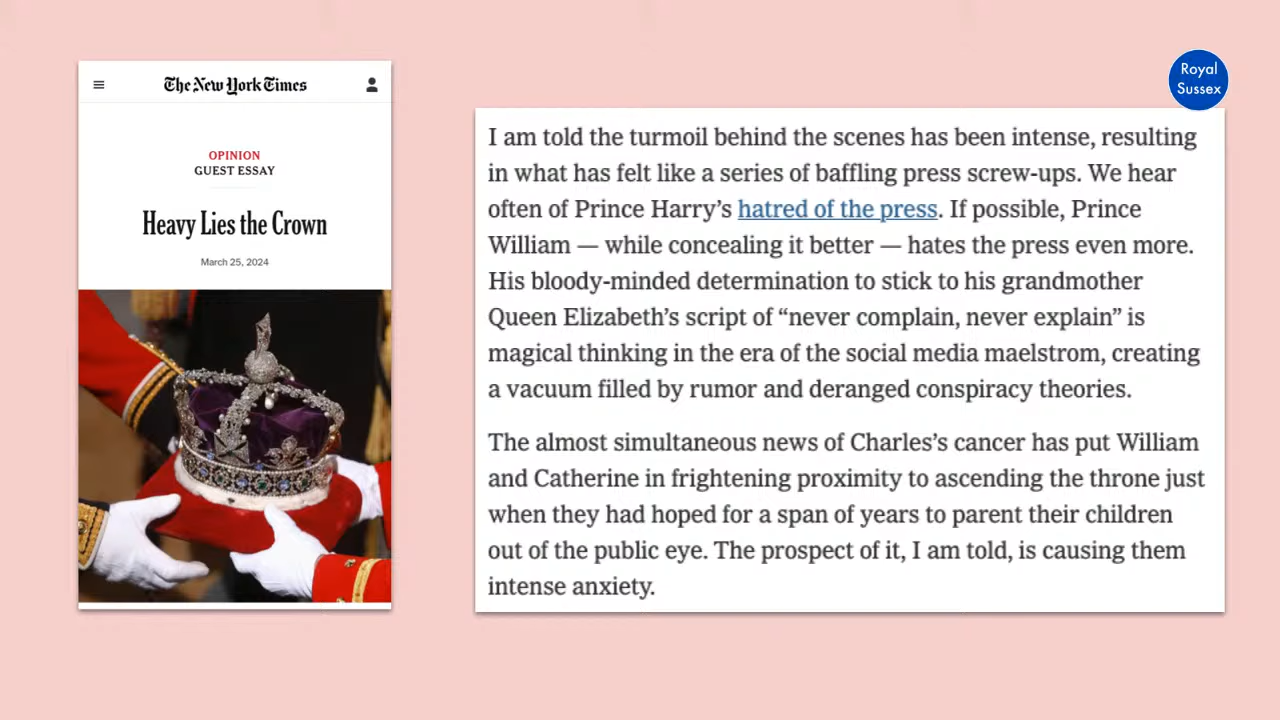 The New York Times
OPINION
GUEST ESSAY
Heavy Lies the Crown
March 25, 2024
Royal
Sussex
I am told the turmoil behind the scenes has been intense, resulting
in what has felt like a series of baffling press screw-ups. We hear
often of Prince Harry’s hatred of the press. If possible, Prince
William — while concealing it better — hates the press even more.
His bloody-minded determination to stick to his grandmother
Queen Elizabeth’s script of “never complain, never explain” is
magical thinking in the era of the social media maelstrom, creating
a vacuum filled by rumor and deranged conspiracy theories.
The almost simultaneous news of Charles’s cancer has put William
and Catherine in frightening proximity to ascending the throne just
when they had hoped for a span of years to parent their children
out of the public eye. The prospect of it, I am told, is causing them
intense anxiety.